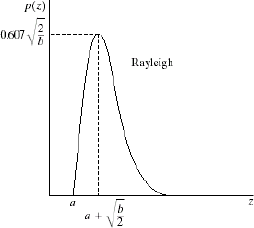 p(z)
0.607 √(2/b)
Rayleigh
a
z
a + √(b/2)